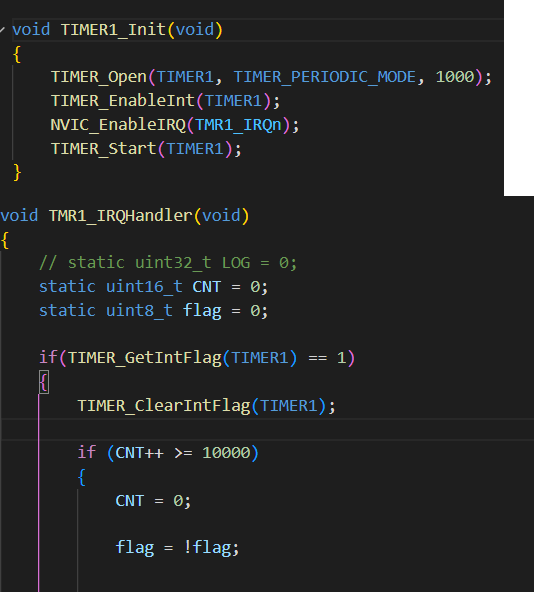 void TIMER1_Init(void)
{
    TIMER_Open(TIMER1, TIMER_PERIODIC_MODE, 1000);
    TIMER_EnableInt(TIMER1);
    NVIC_EnableIRQ(TMR1_IRQn);
    TIMER_Start(TIMER1);
}
void TMR1_IRQHandler(void)
{
    // static uint32_t LOG = 0;
    static uint16_t CNT = 0;
    static uint8_t flag = 0;
    if(TIMER_GetIntFlag(TIMER1) == 1)
    {
        TIMER_ClearIntFlag(TIMER1);
        if (CNT++ >= 10000)
        {
            CNT = 0;
            flag = !flag;